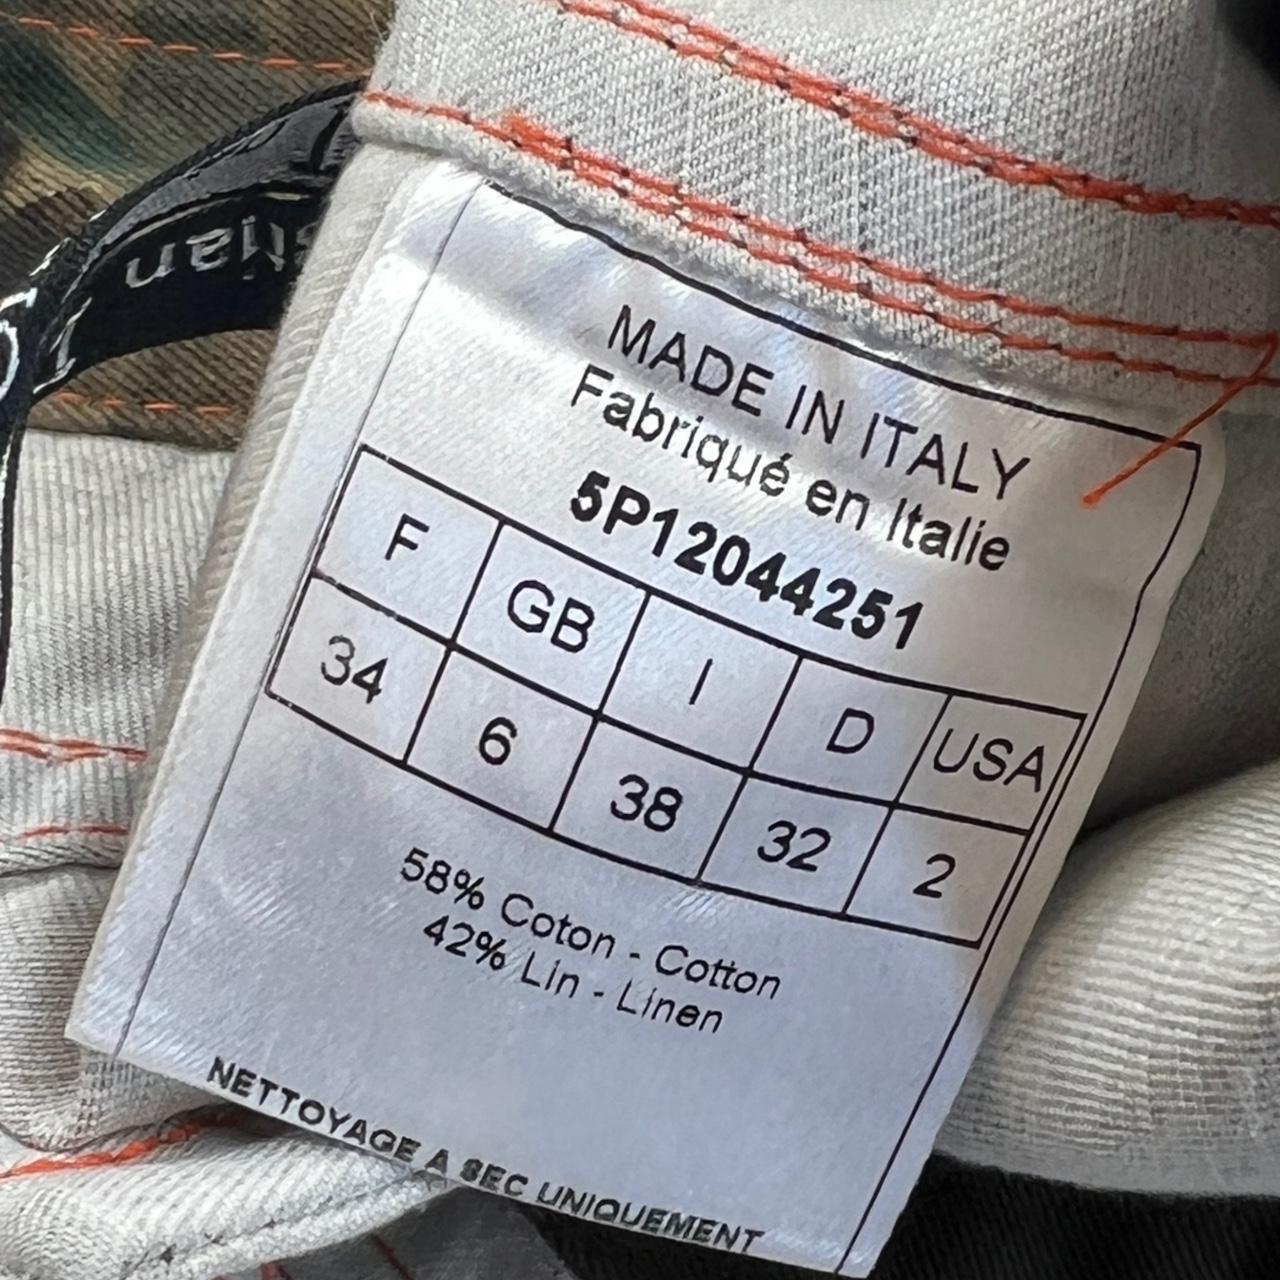 MADE IN ITALY
Fabriqué en Italie
5P12044251
F GB I D USA
34 6 38 32 2
58% Coton - Cotton
42% Lin - Linen
NETTOYAGE A SEC UNIQUEMENT